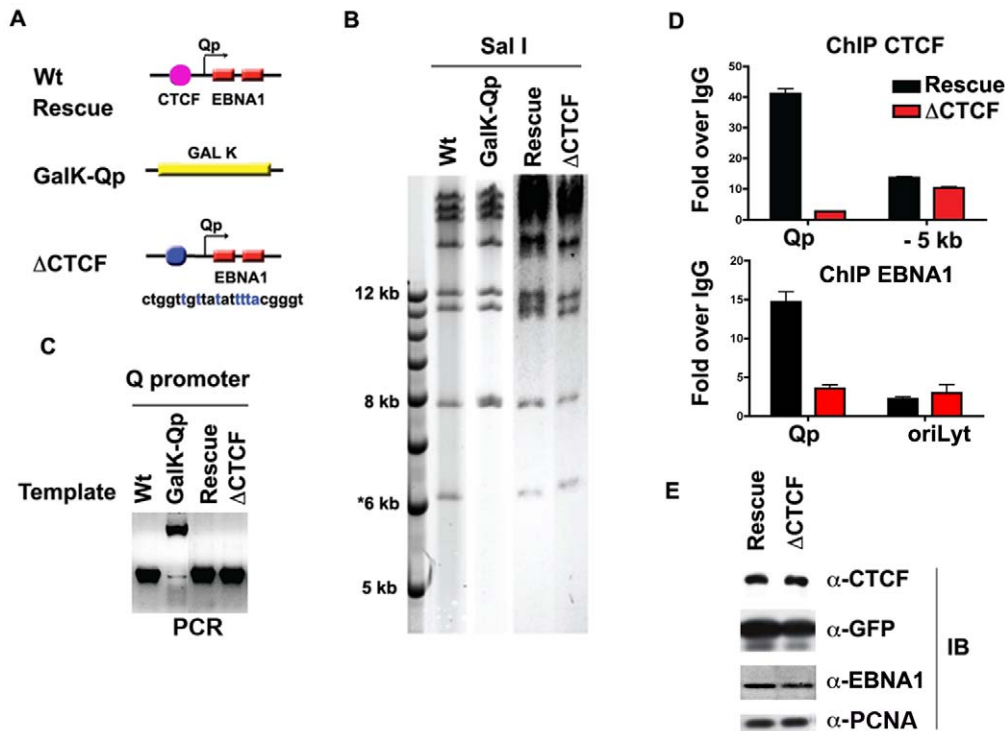 A
Wt
Rescue
Qp
CTCF EBNA1
GalK-Qp
GAL K
ΔCTCF
Qp
EBNA1
ctggttgttatattttacgggt
B
Sal I
Wt
GalK-Qp
Rescue
ΔCTCF
12 kb
8 kb
*6 kb
5 kb
C
Q promoter
Template
Wt
GalK-Qp
Rescue
ΔCTCF
PCR
D
ChIP CTCF
Fold over IgG
50
40
30
20
10
0
Rescue
ΔCTCF
Qp - 5 kb
ChIP EBNA1
Fold over IgG
15
10
5
0
Qp oriLyt
E
Rescue
ΔCTCF
α-CTCF
α-GFP
α-EBNA1
α-PCNA
IB